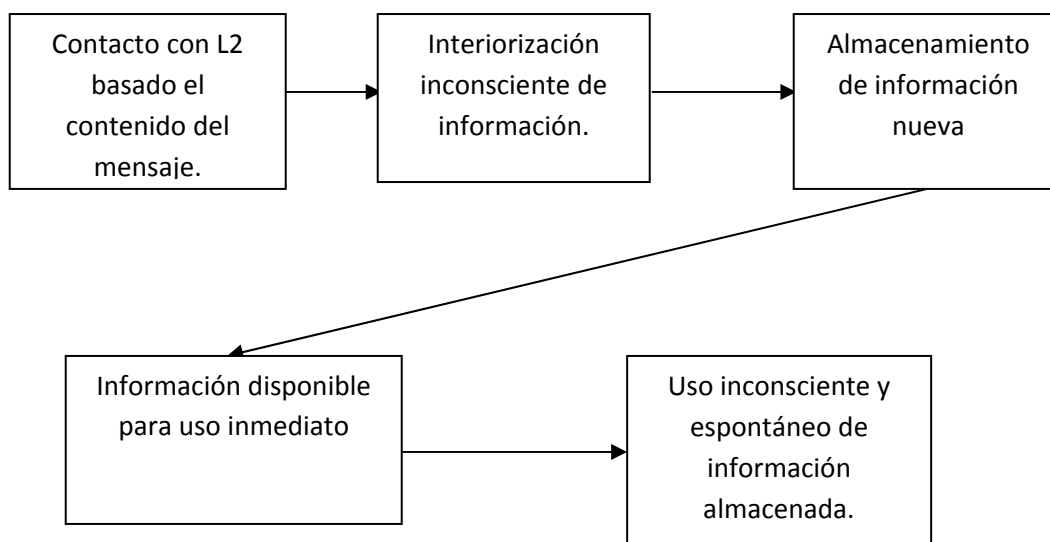 Contacto con L2
basado el
contenido del
mensaje.
Interiorización
inconsciente de
información.
Almacenamiento
de información
nueva
Información disponible
para uso inmediato
Uso inconsciente y
espontáneo de
información
almacenada.